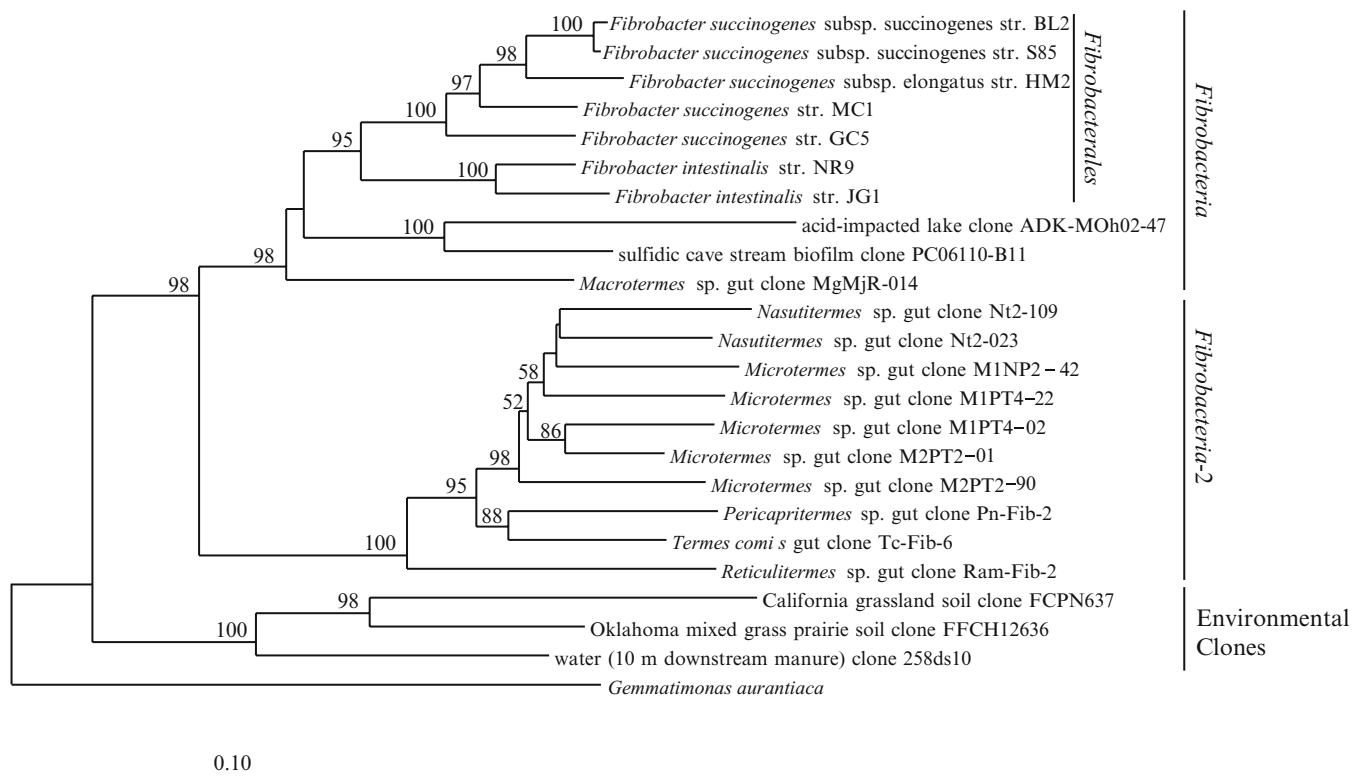 100
Fibrobacter succinogenes subsp. succinogenes str. BL2
Fibrobacter succinogenes subsp. succinogenes str. S85
98
Fibrobacter succinogenes subsp. elongatus str. HM2
97
Fibrobacter succinogenes str. MC1
100
Fibrobacter succinogenes str. GC5
95
Fibrobacter intestinalis str. NR9
100
Fibrobacter intestinalis str. JG1
Fibrobacterales
acid-impacted lake clone ADK-MOh02-47
100
sulfidic cave stream biofilm clone PC06110-B11
98
Macrotermes sp. gut clone MgMjR-014
Fibrobacteria
98
Nasutitermes sp. gut clone Nt2-109
Nasutitermes sp. gut clone Nt2-023
Microtermes sp. gut clone M1NP2-42
58
Microtermes sp. gut clone M1PT4-22
52
Microtermes sp. gut clone M1PT4-02
86
Microtermes sp. gut clone M2PT2-01
98
Microtermes sp. gut clone M2PT2-90
95
Pericapritermes sp. gut clone Pn-Fib-2
88
Termes comi s gut clone Tc-Fib-6
100
Reticulitermes sp. gut clone Ram-Fib-2
Fibrobacteria-2
98
California grassland soil clone FCPN637
100
Oklahoma mixed grass prairie soil clone FFCH12636
water (10 m downstream manure) clone 258ds10
Environmental
Clones
Gemmatimonas aurantiaca
0.10